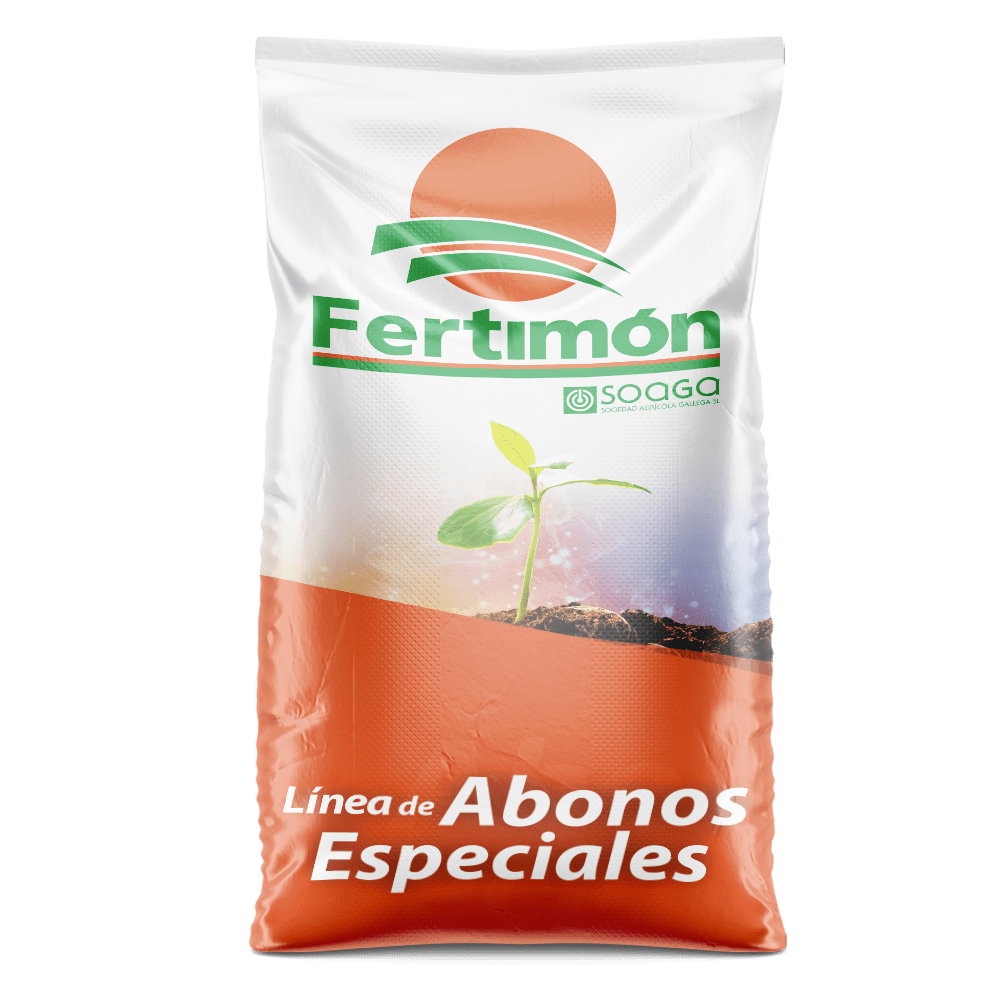 Fertimón
SOAGA
SOCIEDAD AGRÍCOLA GALLEGA SL
Línea de Abonos
Especiales